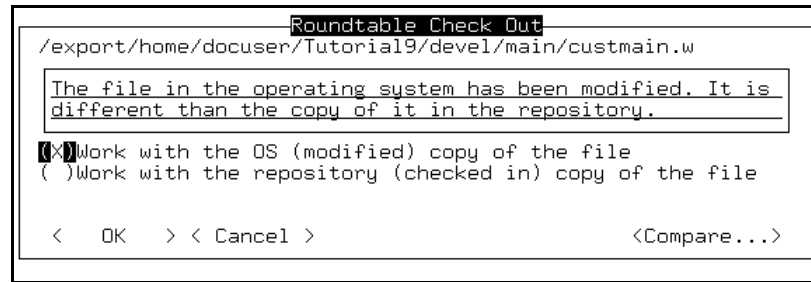 Roundtable Check Out
/export/home/docuser/Tutorial9/devel/main/custmain.w
The file in the operating system has been modified. It is
different than the copy of it in the repository.
(X)Work with the OS (modified) copy of the file
( )Work with the repository (checked in) copy of the file
<   OK   > < Cancel > <Compare...>